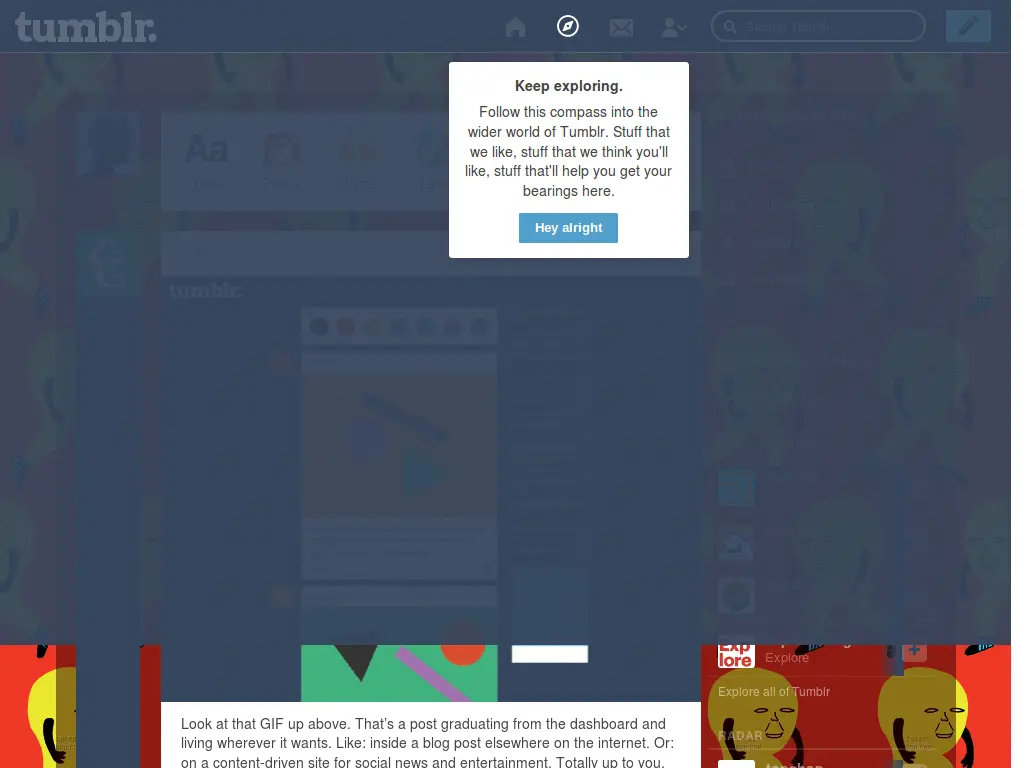 tumblr.
Search Tumblr
Keep exploring.
Follow this compass into the
wider world of Tumblr. Stuff that
we like, stuff that we think you'll
like, stuff that'll help you get your
bearings here.
Hey alright
Aa
Text
Photo
tumblr.
Exp
lore
Explore
Explore all of Tumblr
RADAR
Look at that GIF up above. That's a post graduating from the dashboard and
living wherever it wants. Like: inside a blog post elsewhere on the internet. Or:
on a content-driven site for social news and entertainment. Totally up to you.